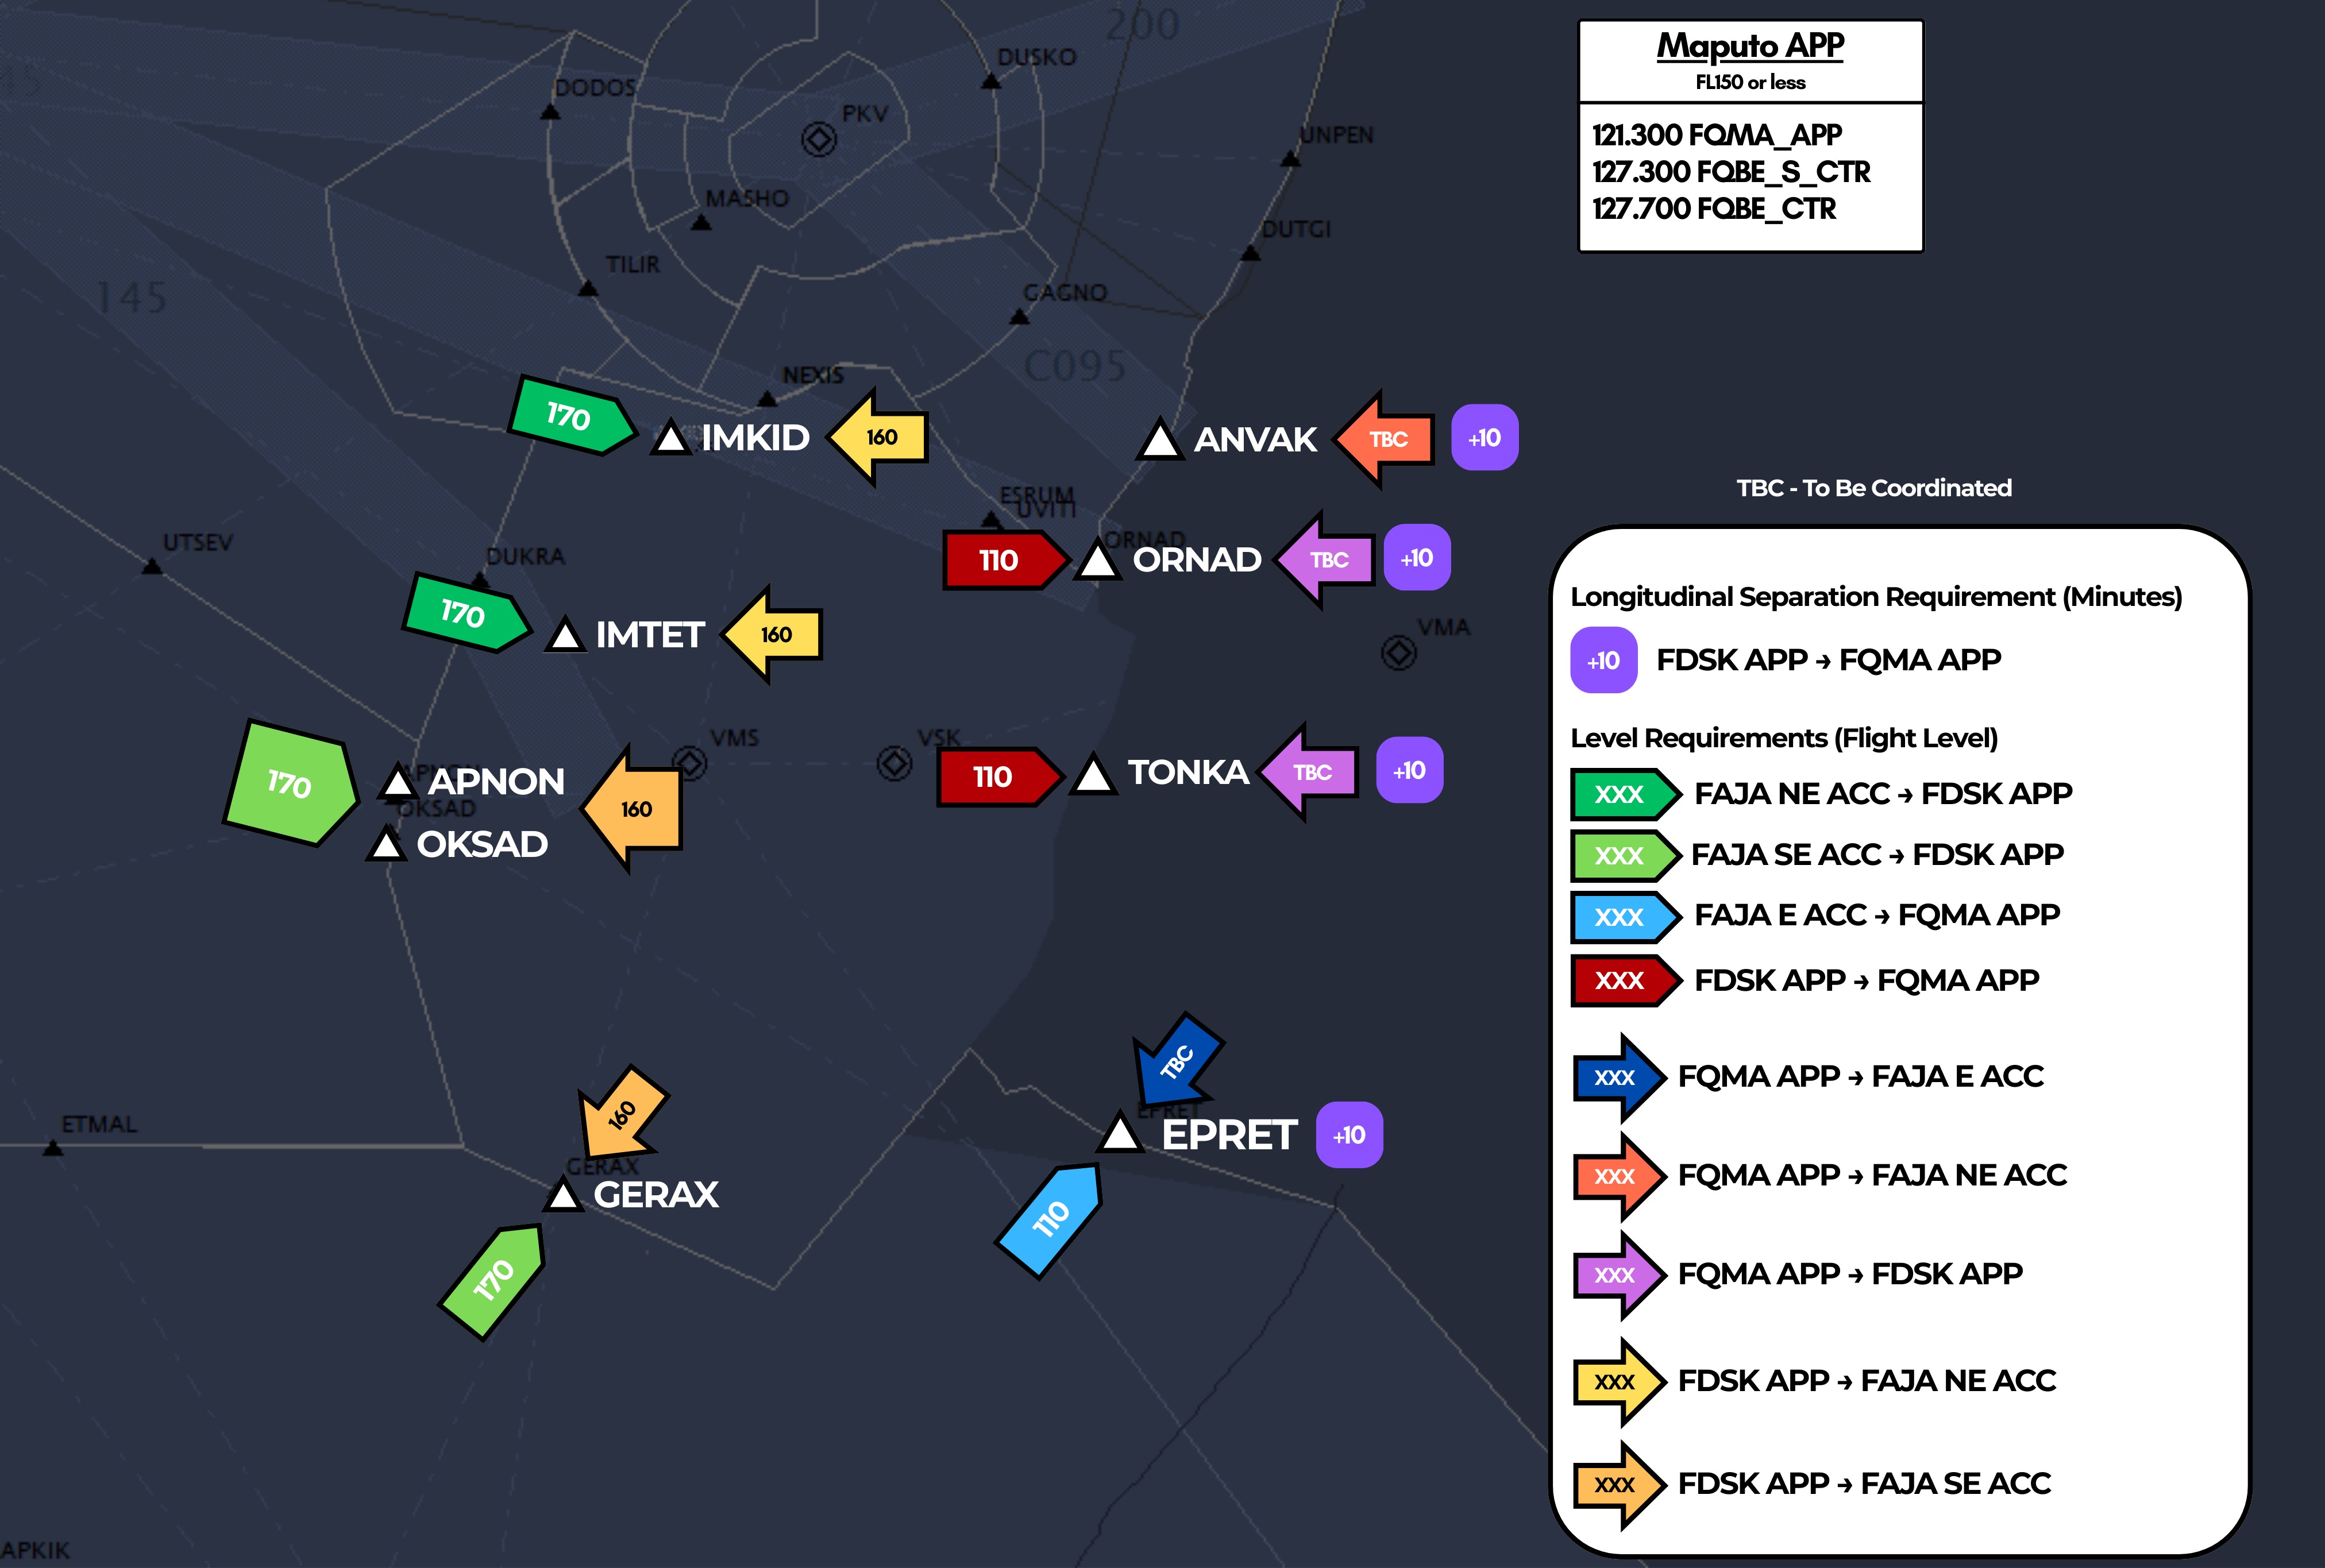 200
45
DUSKO
DODOS
PKV
UNPEN
MASHO
DUTGI
TILIR
145
GAGNO
C095
NEXIS
170
IMKID
160
ANVAK
TBC
+10
ESRUM
UVITI
ORNAD
110
ORNAD
TBC
+10
UTSEV
DUKRA
170
IMTET
160
VMA
VMS
VSK
170
APNON
APNON
OKSAD
OKSAD
160
110
TONKA
TBC
+10
TBC
EPRET
EPRET
+10
110
ETMAL
160
GERAX
GERAX
170
APKIK
Maputo APP
FL150 or less
121.300 FQMA_APP
127.300 FQBE_S_CTR
127.700 FQBE_CTR
TBC - To Be Coordinated
Longitudinal Separation Requirement (Minutes)
+10 FDSK APP → FQMA APP
Level Requirements (Flight Level)
XXX FAJA NE ACC → FDSK APP
XXX FAJA SE ACC → FDSK APP
XXX FAJA E ACC → FQMA APP
XXX FDSK APP → FQMA APP
XXX FQMA APP → FAJA E ACC
XXX FQMA APP → FAJA NE ACC
XXX FQMA APP → FDSK APP
XXX FDSK APP → FAJA NE ACC
XXX FDSK APP → FAJA SE ACC